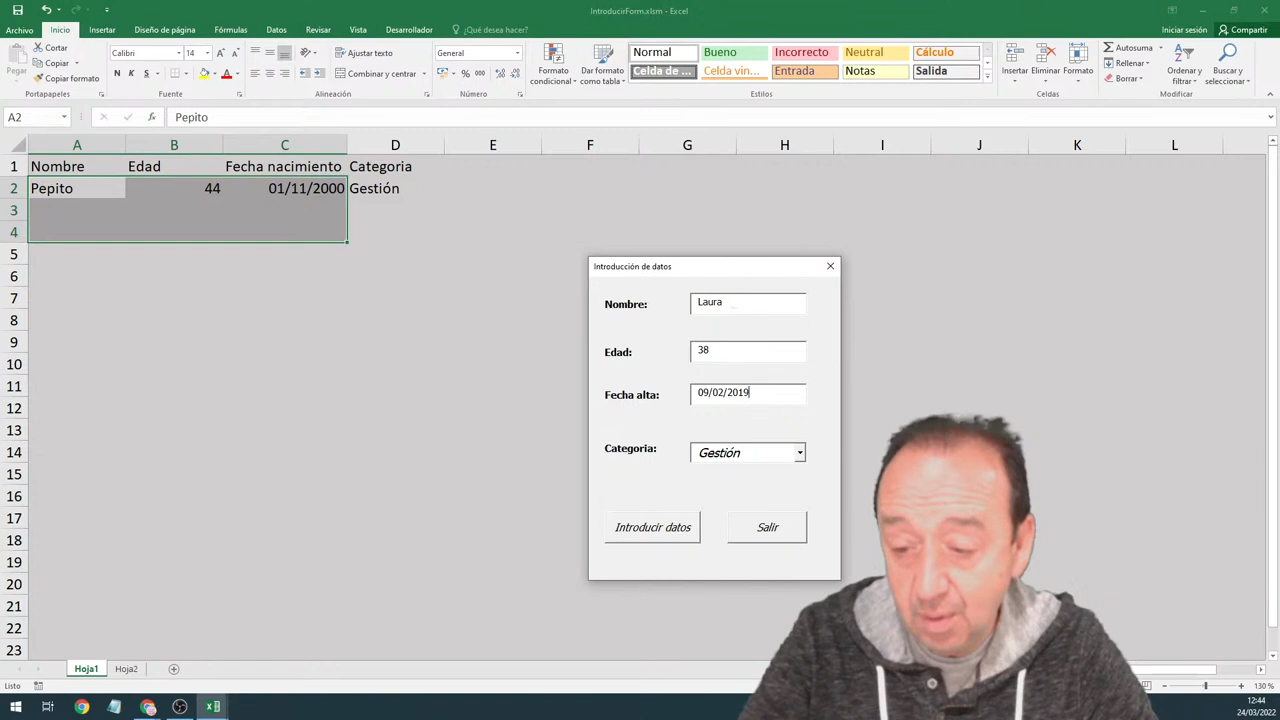 IntroducirForm.xlsm - Excel
Iniciar sesión
Compartir
Archivo Inicio Insertar Diseño de página Fórmulas Datos Revisar Vista Desarrollador ¿Qué desea hacer?
Pegar
Cortar
Copiar
Copiar formato
Portapapeles
Calibri 14
N K S
Fuente
Ajustar texto
Combinar y centrar
Alineación
General
% 000
Número
Formato condicional
Dar formato como tabla
Normal Bueno Incorrecto Neutral Cálculo
Celda de ... Celda vin... Entrada Notas Salida
Estilos
Insertar Eliminar Formato
Celdas
Autosuma
Rellenar
Borrar
Ordenar y filtrar
Buscar y seleccionar
Modificar
A2 fx Pepito
A B C D E F G H I J K L
1 Nombre Edad Fecha nacimiento Categoria
2 Pepito 44 01/11/2000 Gestión
3
4
5
6
7
8
9
10
11
12
13
14
15
16
17
18
19
20
21
22
23
Introducción de datos
Nombre: Laura
Edad: 38
Fecha alta: 09/02/2019
Categoria: Gestión
Introducir datos Salir
Hoja1 Hoja2
Listo
130 %
12:44
24/03/2022